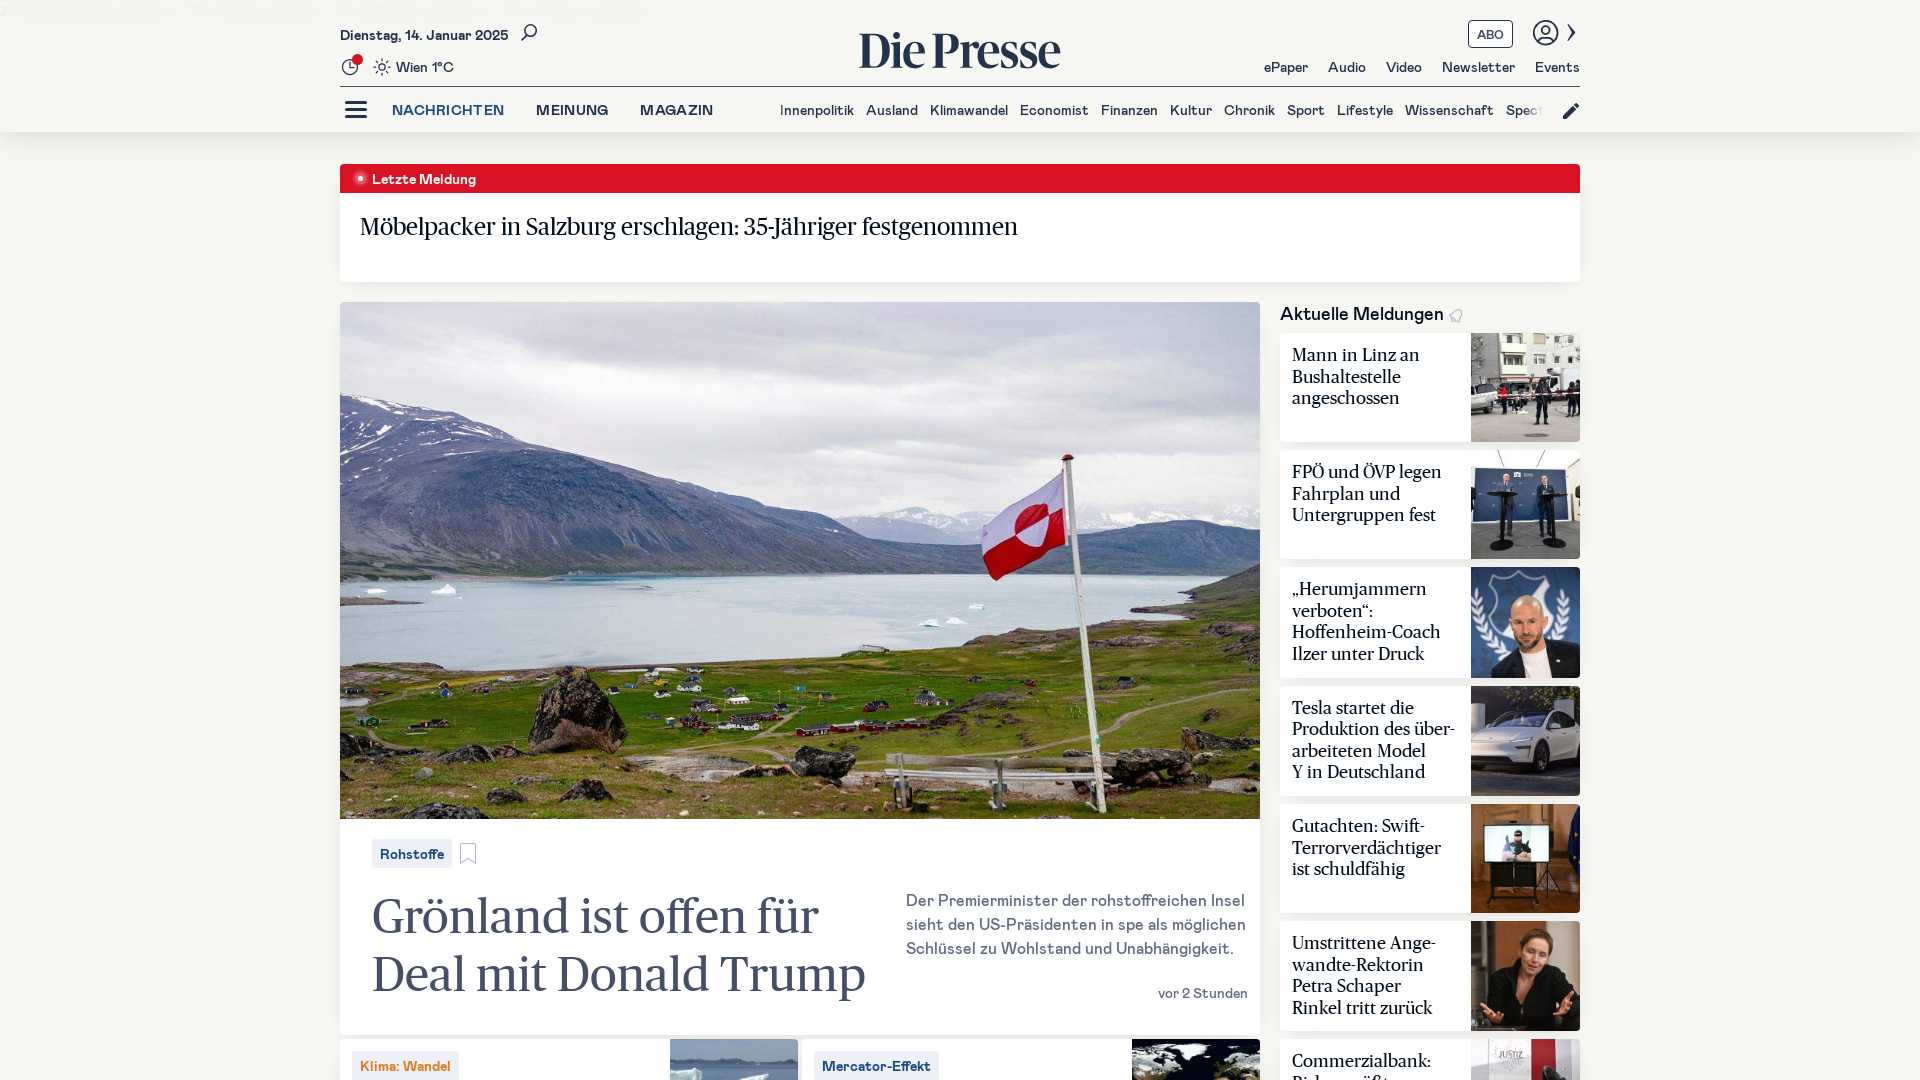 Dienstag, 14. Januar 2025
Wien 1°C
Die Presse
ABO
ePaper Audio Video Newsletter Events
NACHRICHTEN MEINUNG MAGAZIN
Innenpolitik Ausland Klimawandel Economist Finanzen Kultur Chronik Sport Lifestyle Wissenschaft Spect
Letzte Meldung
Möbelpacker in Salzburg erschlagen: 35-Jähriger festgenommen
Rohstoffe
Grönland ist offen für
Deal mit Donald Trump
Der Premierminister der rohstoffreichen Insel
sieht den US-Präsidenten in spe als möglichen
Schlüssel zu Wohlstand und Unabhängigkeit.
vor 2 Stunden
Klima: Wandel
Mercator-Effekt
Aktuelle Meldungen
Mann in Linz an
Bushaltestelle
angeschossen
FPÖ und ÖVP legen
Fahrplan und
Untergruppen fest
„Herumjammern
verboten“:
Hoffenheim-Coach
Ilzer unter Druck
Tesla startet die
Produktion des über-
arbeiteten Model
Y in Deutschland
Gutachten: Swift-
Terrorverdächtiger
ist schuldfähig
Umstrittene Ange-
wandte-Rektorin
Petra Schaper
Rinkel tritt zurück
Commerzialbank:
JUSTIZ